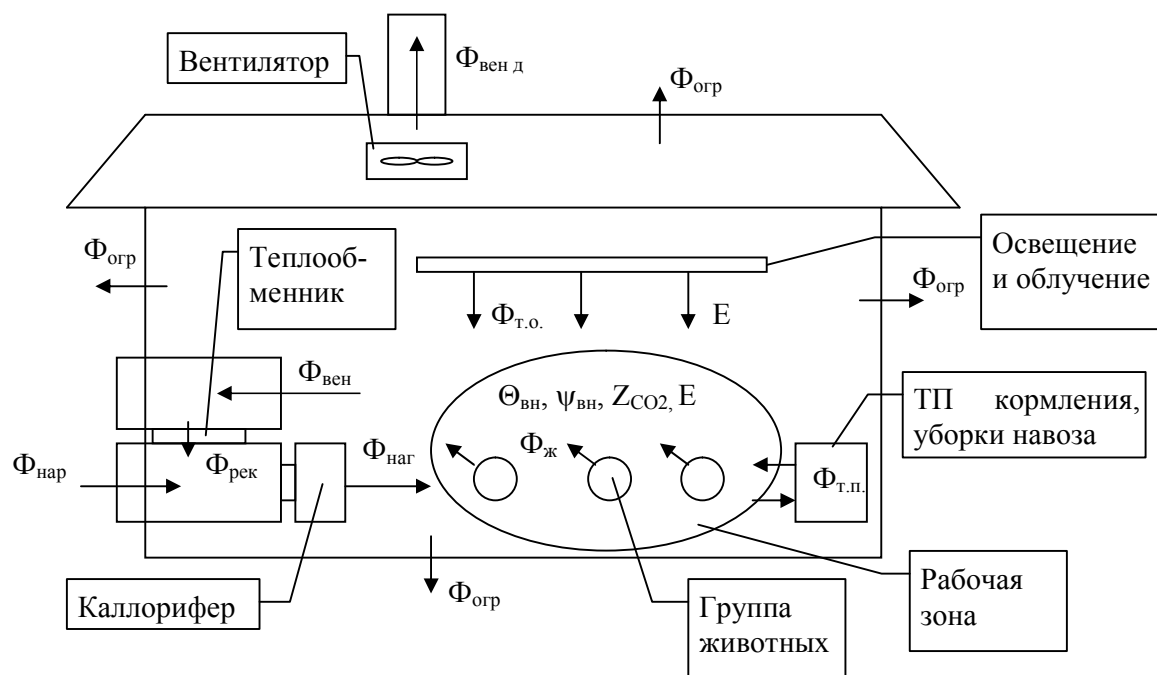 Вентилятор
Φвен д
Φогр
Φогр
Теплооб-
менник
Освещение
и облучение
Φогр
Φт.о.
E
Φвен
Θвн, ψвн, ZCO2, E
ТП кормления,
уборки навоза
Φнар
Φрек
Φнаг
Φж
Φт.п.
Каллорифер
Φогр
Группа
животных
Рабочая
зона